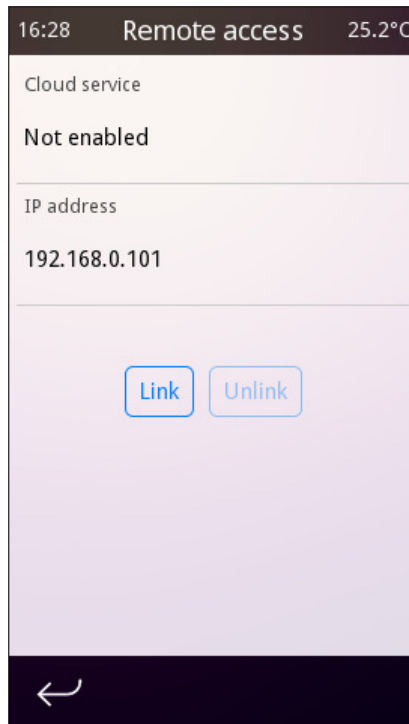 16:28 Remote access 25.2°C
Cloud service
Not enabled
IP address
192.168.0.101
Link Unlink